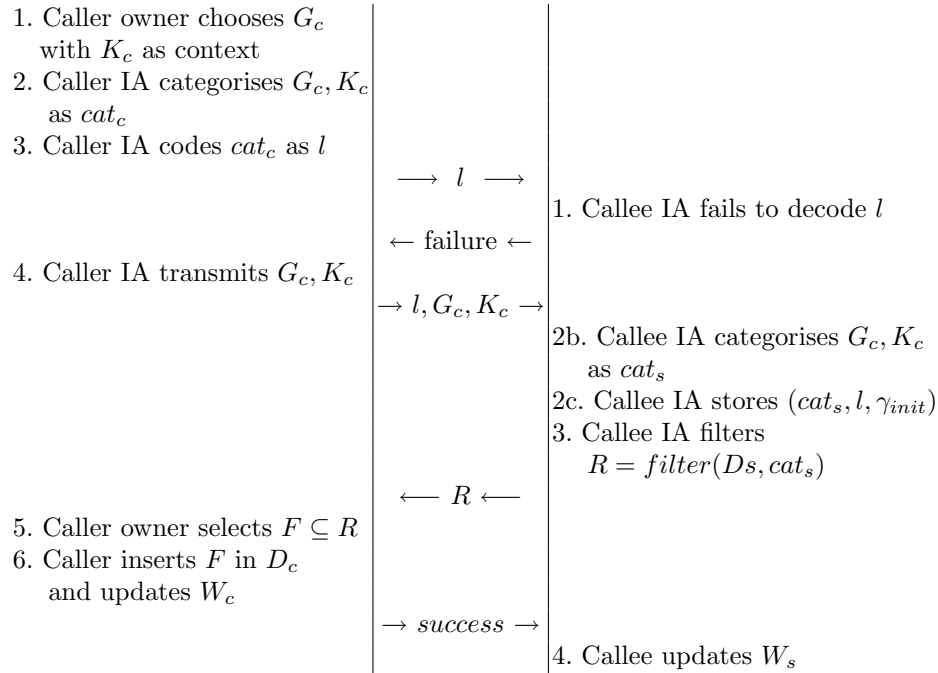 1. Caller owner chooses $G_c$
with $K_c$ as context
2. Caller IA categorises $G_c, K_c$
as $cat_c$
3. Caller IA codes $cat_c$ as $l$
⟶ $l$ ⟶
1. Callee IA fails to decode $l$
← failure ←
4. Caller IA transmits $G_c, K_c$
→ $l, G_c, K_c$ →
2b. Callee IA categorises $G_c, K_c$
as $cat_s$
2c. Callee IA stores $(cat_s, l, \gamma_{init})$
3. Callee IA filters
$R = filter(Ds, cat_s)$
⟵ $R$ ⟵
5. Caller owner selects $F \subseteq R$
6. Caller inserts $F$ in $D_c$
and updates $W_c$
→ $success$ →
4. Callee updates $W_s$